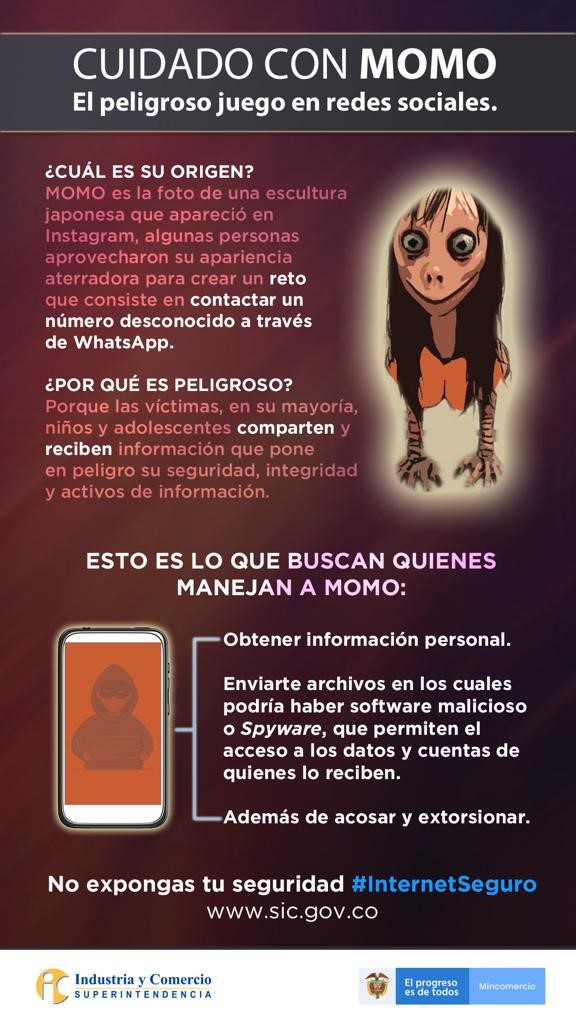 CUIDADO CON MOMO
El peligroso juego en redes sociales.
¿CUÁL ES SU ORIGEN?
MOMO es la foto de una escultura
japonesa que apareció en
Instagram, algunas personas
aprovecharon su apariencia
aterradora para crear un reto
que consiste en contactar un
número desconocido a través
de WhatsApp.
¿POR QUÉ ES PELIGROSO?
Porque las víctimas, en su mayoría,
niños y adolescentes comparten y
reciben información que pone
en peligro su seguridad, integridad
y activos de información.
ESTO ES LO QUE BUSCAN QUIENES
MANEJAN A MOMO:
Obtener información personal.
Enviarte archivos en los cuales
podría haber software malicioso
o Spyware, que permiten el
acceso a los datos y cuentas de
quienes lo reciben.
Además de acosar y extorsionar.
No expongas tu seguridad #InternetSeguro
www.sic.gov.co
Industria y Comercio
SUPERINTENDENCIA
El progreso
es de todos
Mincomercio